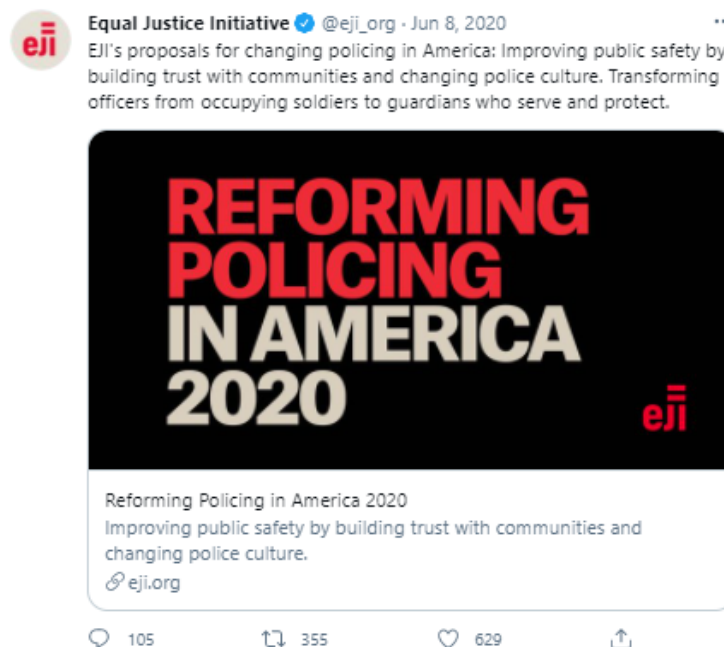 Equal Justice Initiative @eji_org · Jun 8, 2020
EJI's proposals for changing policing in America: Improving public safety by
building trust with communities and changing police culture. Transforming
officers from occupying soldiers to guardians who serve and protect.
eji
REFORMING
POLICING
IN AMERICA
2020
eji
Reforming Policing in America 2020
Improving public safety by building trust with communities and
changing police culture.
eji.org
105 355 629